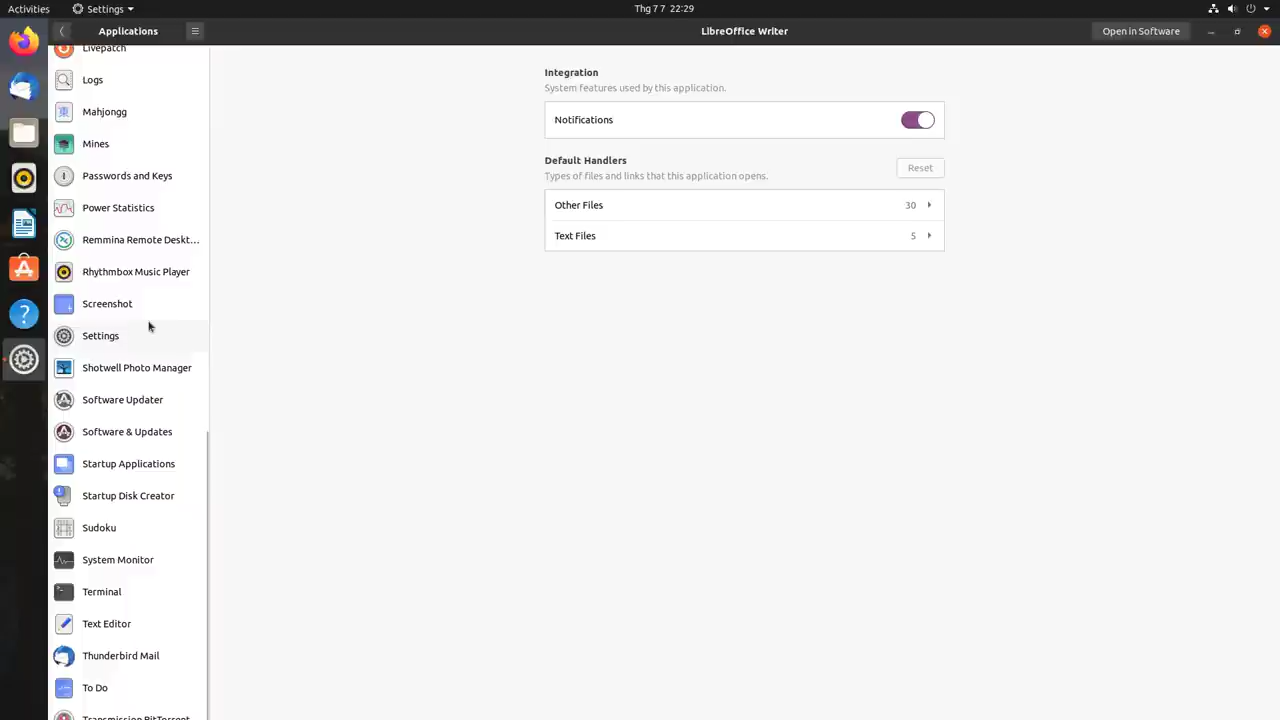 Activities
Settings
Thg 7 7 22:29
Applications
LibreOffice Writer
Open in Software
Livepatch
Logs
Mahjongg
Mines
Passwords and Keys
Power Statistics
Remmina Remote Deskt...
Rhythmbox Music Player
Screenshot
Settings
Shotwell Photo Manager
Software Updater
Software & Updates
Startup Applications
Startup Disk Creator
Sudoku
System Monitor
Terminal
Text Editor
Thunderbird Mail
To Do
Transmission BitTorrent
Integration
System features used by this application.
Notifications
Default Handlers
Types of files and links that this application opens.
Reset
Other Files 30
Text Files 5